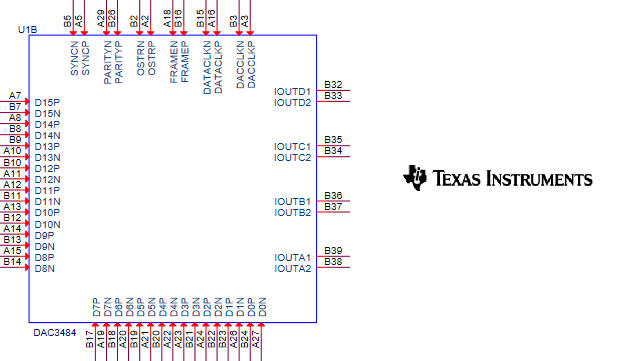 U1B
B5 A5 A29 B26 B2 A2 A18 B16 B15 A16 B3 A3
SYNCN SYNCP PARITYN PARITYP OSTRN OSTRP FRAMEN FRAMEP DATACLKN DATACLKP DACCLKN DACCLKP
A7 D15P
B7 D15N
A8 D14P
B8 D14N
B9 D13P
A10 D13N
B10 D12P
A11 D12N
A12 D11P
B11 D11N
A13 D10P
B12 D10N
A14 D9P
B13 D9N
A15 D8P
B14 D8N
IOUTD1 B32
IOUTD2 B33
IOUTC1 B35
IOUTC2 B34
IOUTB1 B36
IOUTB2 B37
IOUTA1 B39
IOUTA2 B38
TEXAS INSTRUMENTS
D7P D7N D6P D6N D5P D5N D4P D4N D3P D3N D2P D2N D1P D1N D0P D0N
DAC3484
B17 A19 B18 A20 B19 A21 B20 A22 A23 B21 A24 B22 B23 A26 B24 A27